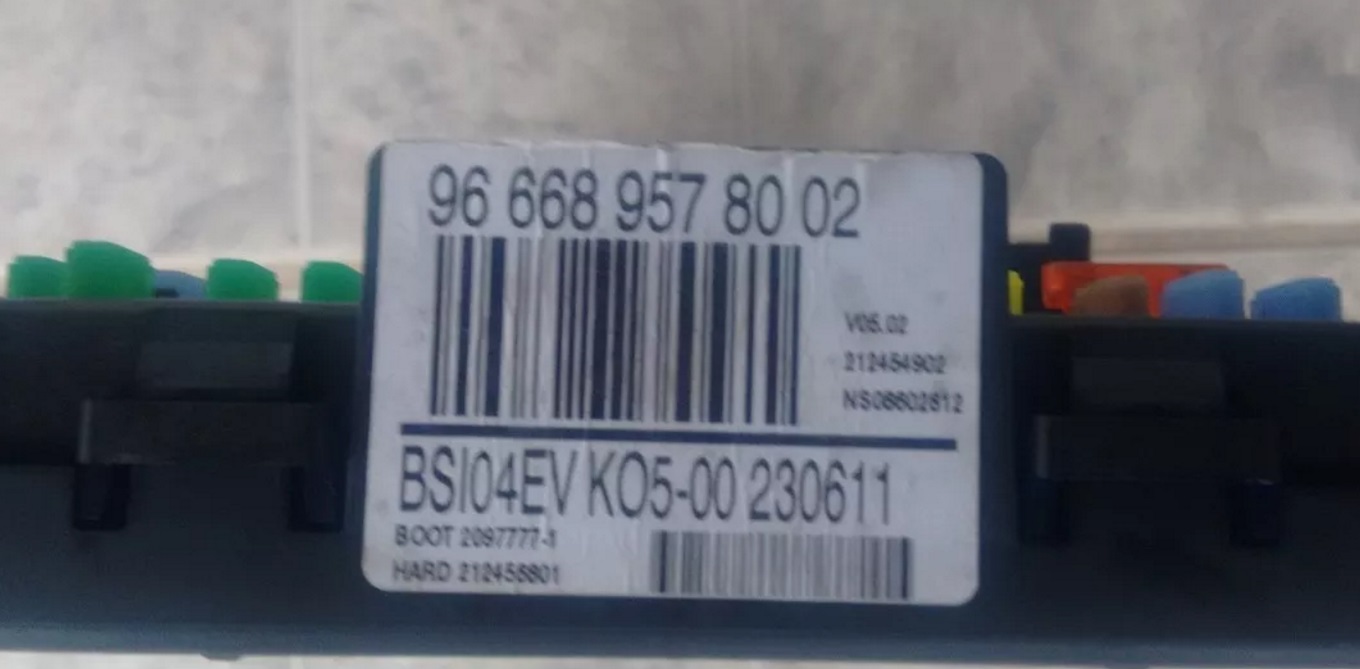 96 668 957 80 02
V05.02
212454902
NS08602612
BSI04EV KO5-00 230611
BOOT 2097777-1
HARD 212456801